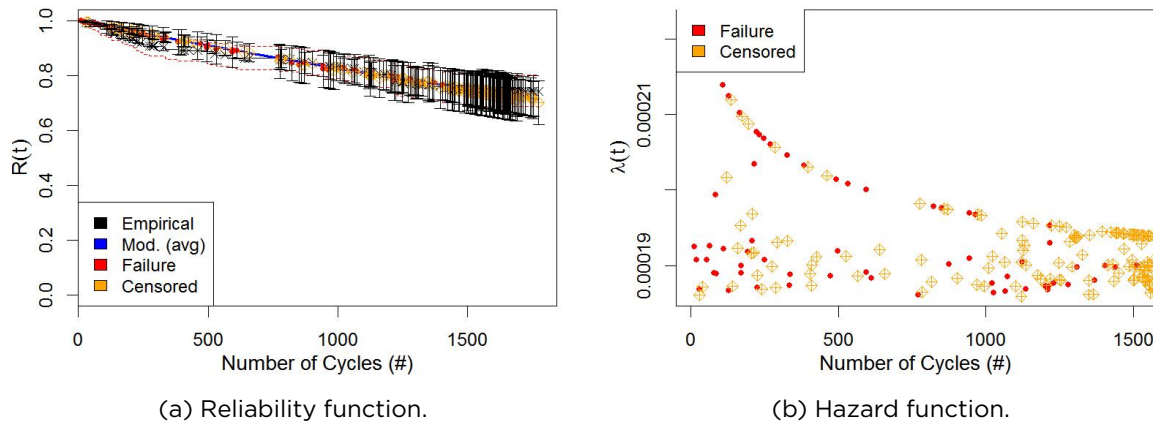 R(t)
1.0
0.8
0.6
0.4
0.2
0.0
Empirical
Mod. (avg)
Failure
Censored
0 500 1000 1500
Number of Cycles (#)
(a) Reliability function.
λ(t)
0.00021
0.00019
Failure
Censored
0 500 1000 1500
Number of Cycles (#)
(b) Hazard function.